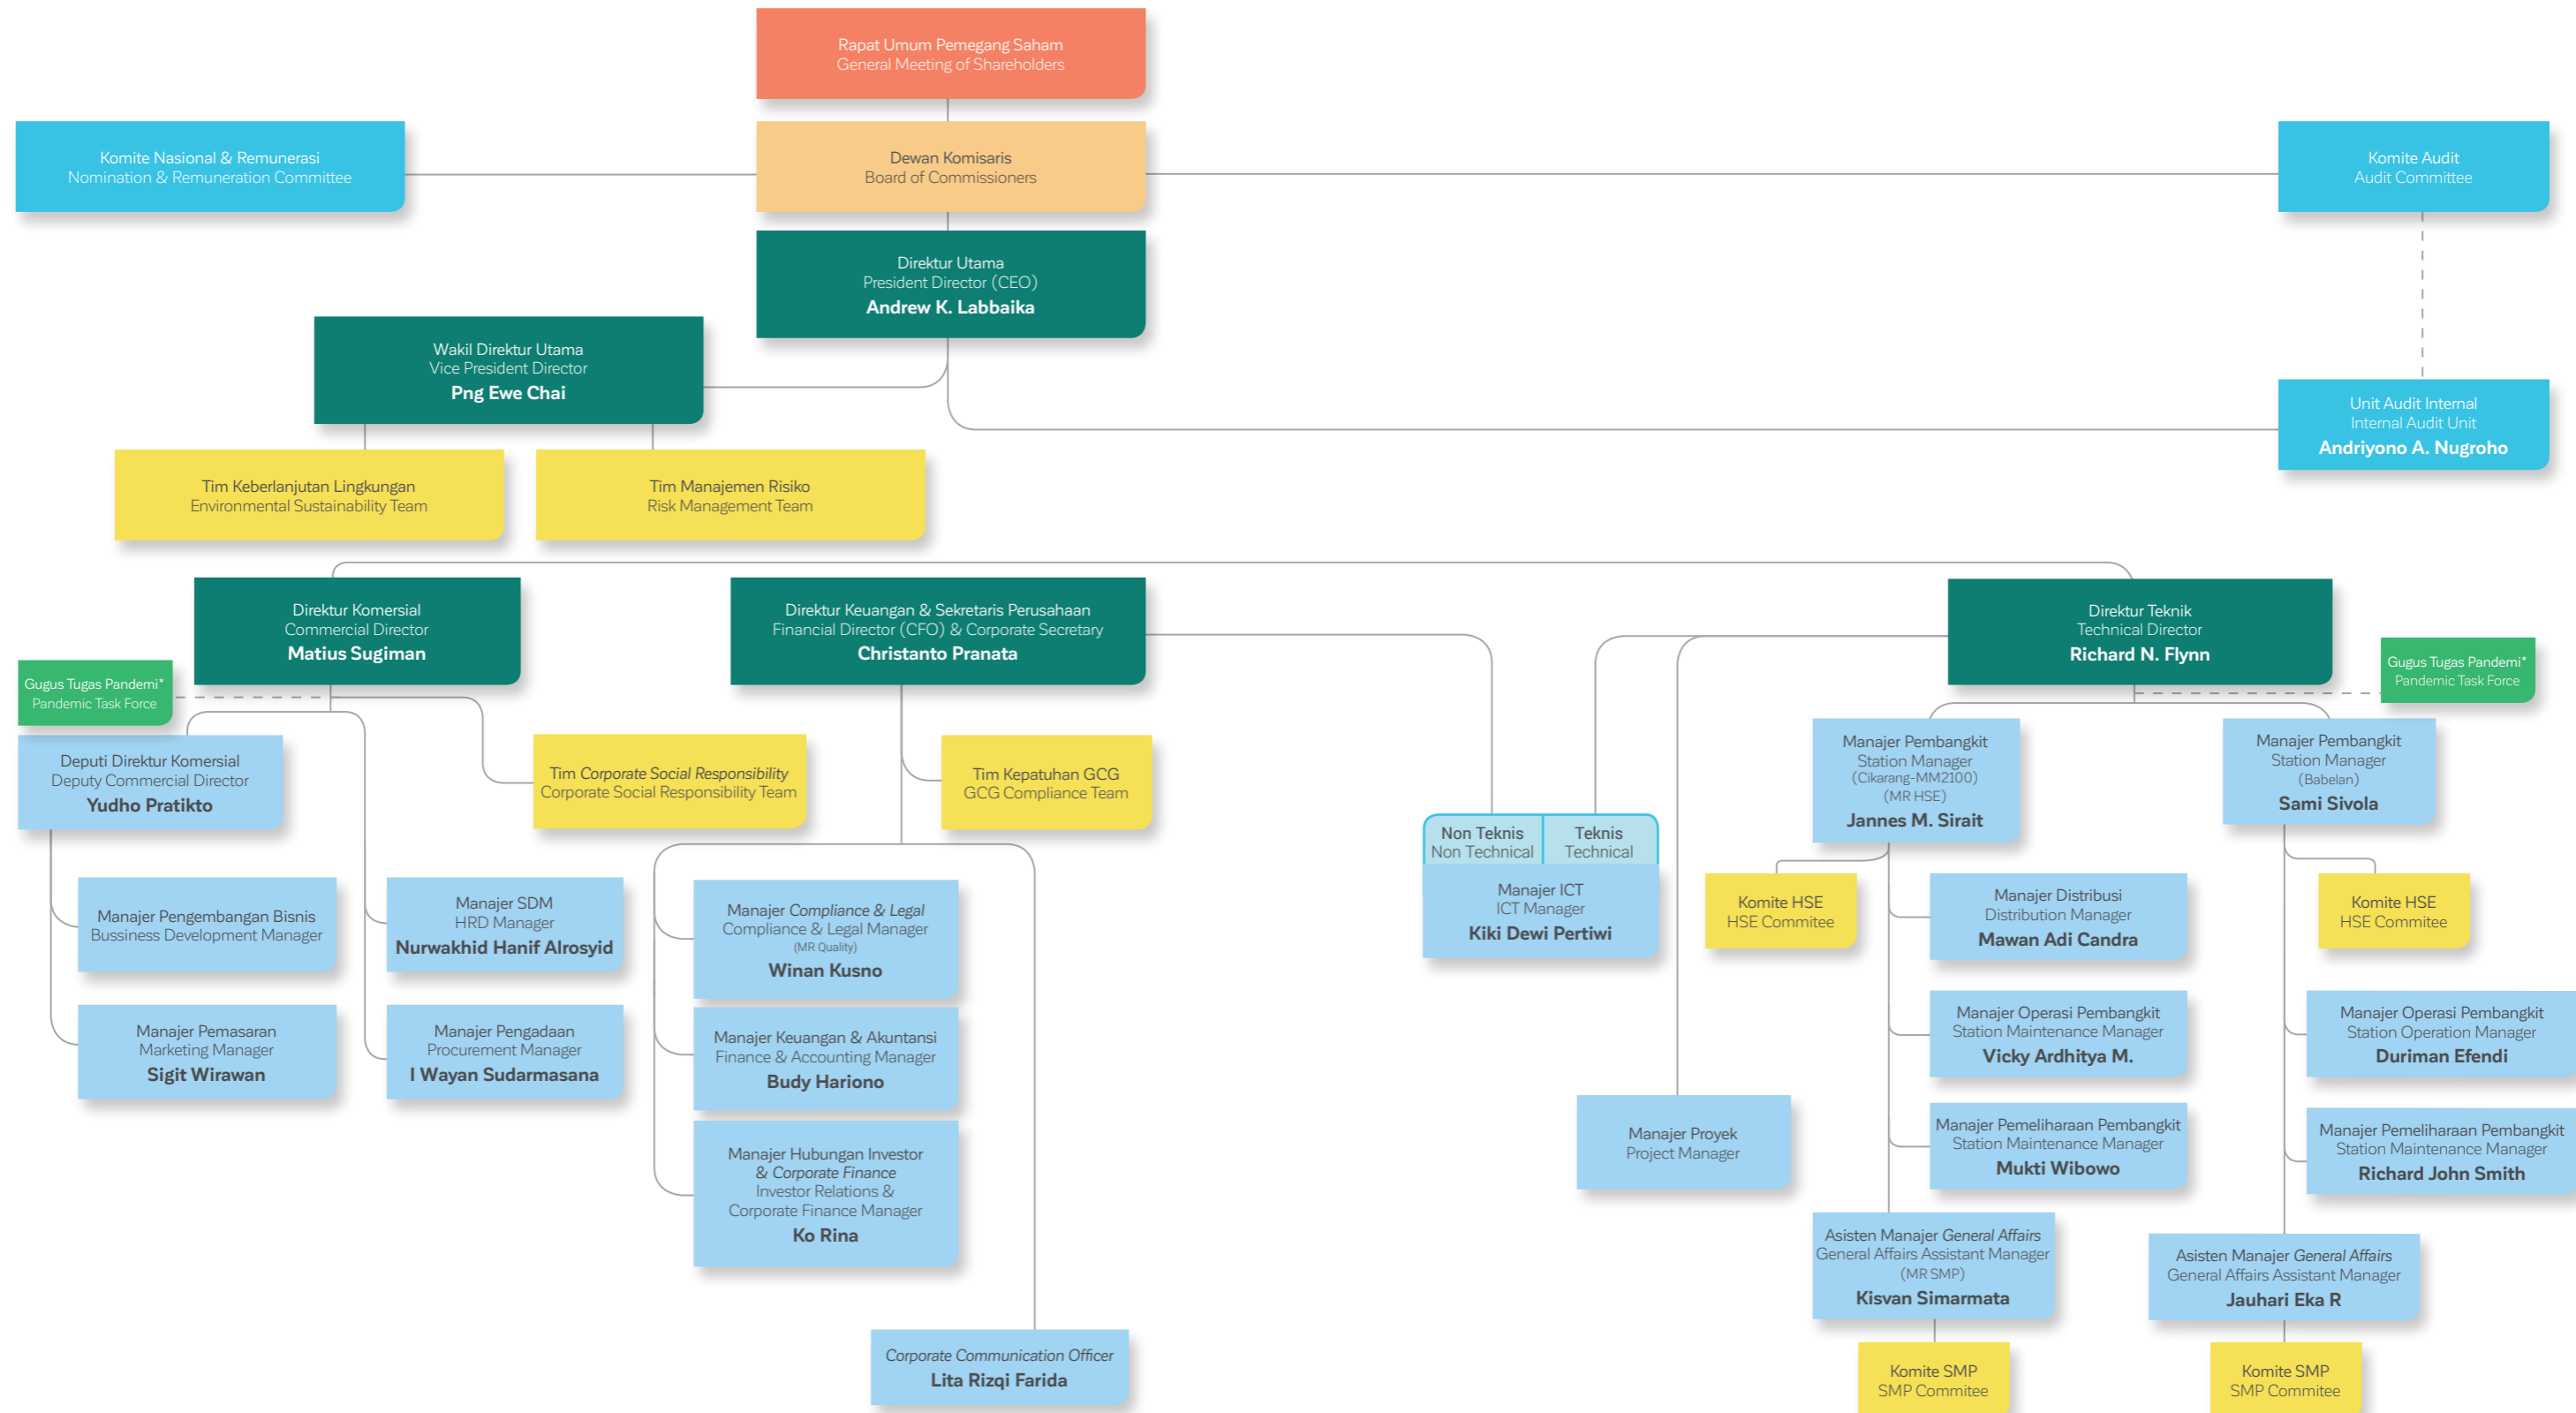 Rapat Umum Pemegang Saham
General Meeting of Shareholders
Komite Nasional & Remunerasi
Nomination & Remuneration Committee
Dewan Komisaris
Board of Commissioners
Komite Audit
Audit Committee
Direktur Utama
President Director (CEO)
Andrew K. Labbaika
Wakil Direktur Utama
Vice President Director
Png Ewe Chai
Unit Audit Internal
Internal Audit Unit
Andriyono A. Nugroho
Tim Keberlanjutan Lingkungan
Environmental Sustainability Team
Tim Manajemen Risiko
Risk Management Team
Direktur Komersial
Commercial Director
Matius Sugiman
Direktur Keuangan & Sekretaris Perusahaan
Financial Director (CFO) & Corporate Secretary
Christanto Pranata
Direktur Teknik
Technical Director
Richard N. Flynn
Gugus Tugas Pandemi*
Pandemic Task Force
Gugus Tugas Pandemi*
Pandemic Task Force
Deputi Direktur Komersial
Deputy Commercial Director
Yudho Pratikto
Tim Corporate Social Responsibility
Corporate Social Responsibility Team
Tim Kepatuhan GCG
GCG Compliance Team
Manajer Pembangkit
Station Manager
(Cikarang-MM2100)
(MR HSE)
Jannes M. Sirait
Manajer Pembangkit
Station Manager
(Babelan)
Sami Sivola
Non Teknis
Non Technical
Teknis
Technical
Manajer ICT
ICT Manager
Kiki Dewi Pertiwi
Manajer Pengembangan Bisnis
Bussiness Development Manager
Manajer SDM
HRD Manager
Nurwakhid Hanif Alrosyid
Manajer Compliance & Legal
Compliance & Legal Manager
(MR Quality)
Winan Kusno
Komite HSE
HSE Commitee
Manajer Distribusi
Distribution Manager
Mawan Adi Candra
Komite HSE
HSE Commitee
Manajer Pemasaran
Marketing Manager
Sigit Wirawan
Manajer Pengadaan
Procurement Manager
I Wayan Sudarmasana
Manajer Keuangan & Akuntansi
Finance & Accounting Manager
Budy Hariono
Manajer Operasi Pembangkit
Station Maintenance Manager
Vicky Ardhitya M.
Manajer Operasi Pembangkit
Station Operation Manager
Duriman Efendi
Manajer Hubungan Investor
& Corporate Finance
Investor Relations &
Corporate Finance Manager
Ko Rina
Manajer Proyek
Project Manager
Manajer Pemeliharaan Pembangkit
Station Maintenance Manager
Mukti Wibowo
Manajer Pemeliharaan Pembangkit
Station Maintenance Manager
Richard John Smith
Asisten Manajer General Affairs
General Affairs Assistant Manager
(MR SMP)
Kisvan Simarmata
Asisten Manajer General Affairs
General Affairs Assistant Manager
Jauhari Eka R
Corporate Communication Officer
Lita Rizqi Farida
Komite SMP
SMP Commitee
Komite SMP
SMP Commitee